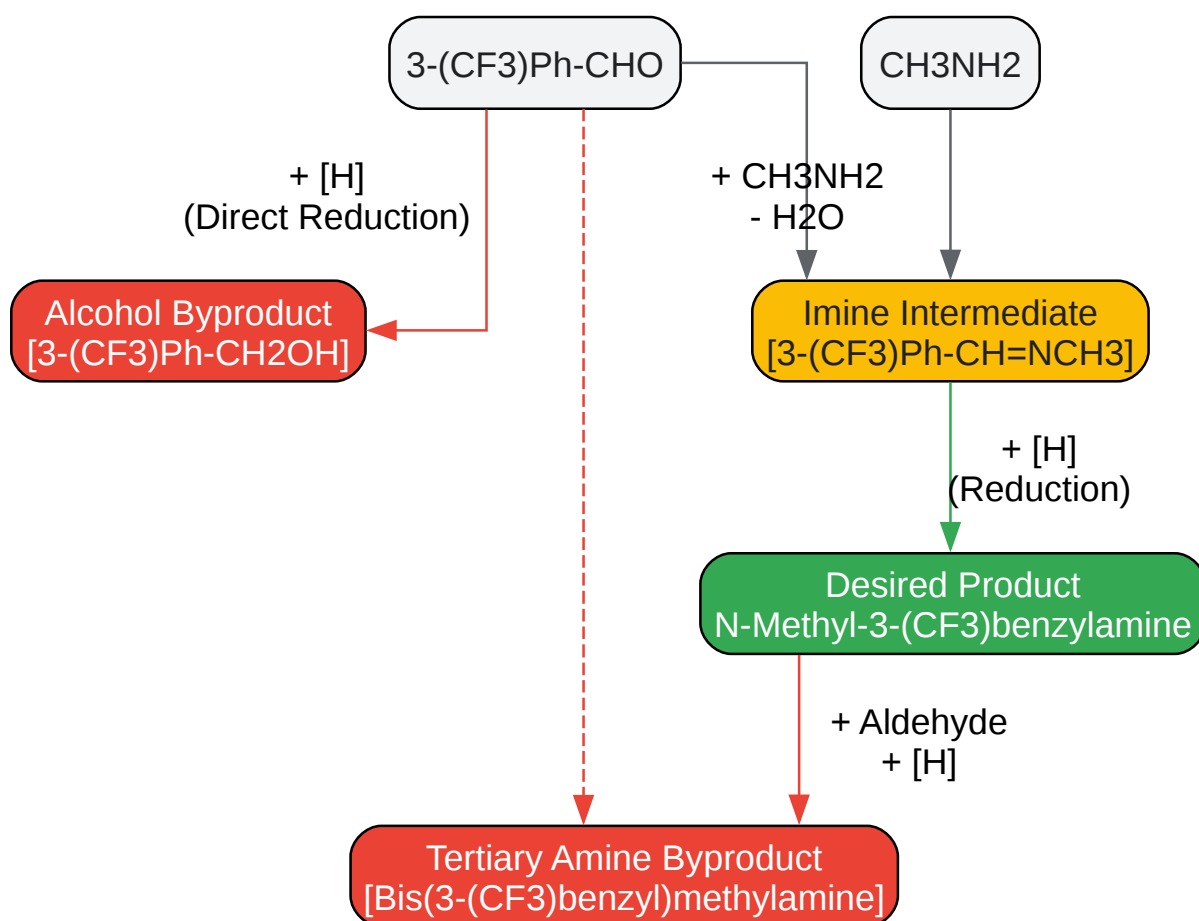 3-(CF3)Ph-CHO
CH3NH2
+ [H]
(Direct Reduction)
+ CH3NH2
- H2O
Alcohol Byproduct
[3-(CF3)Ph-CH2OH]
Imine Intermediate
[3-(CF3)Ph-CH=NCH3]
+ [H]
(Reduction)
Desired Product
N-Methyl-3-(CF3)benzylamine
+ Aldehyde
+ [H]
Tertiary Amine Byproduct
[Bis(3-(CF3)benzyl)methylamine]